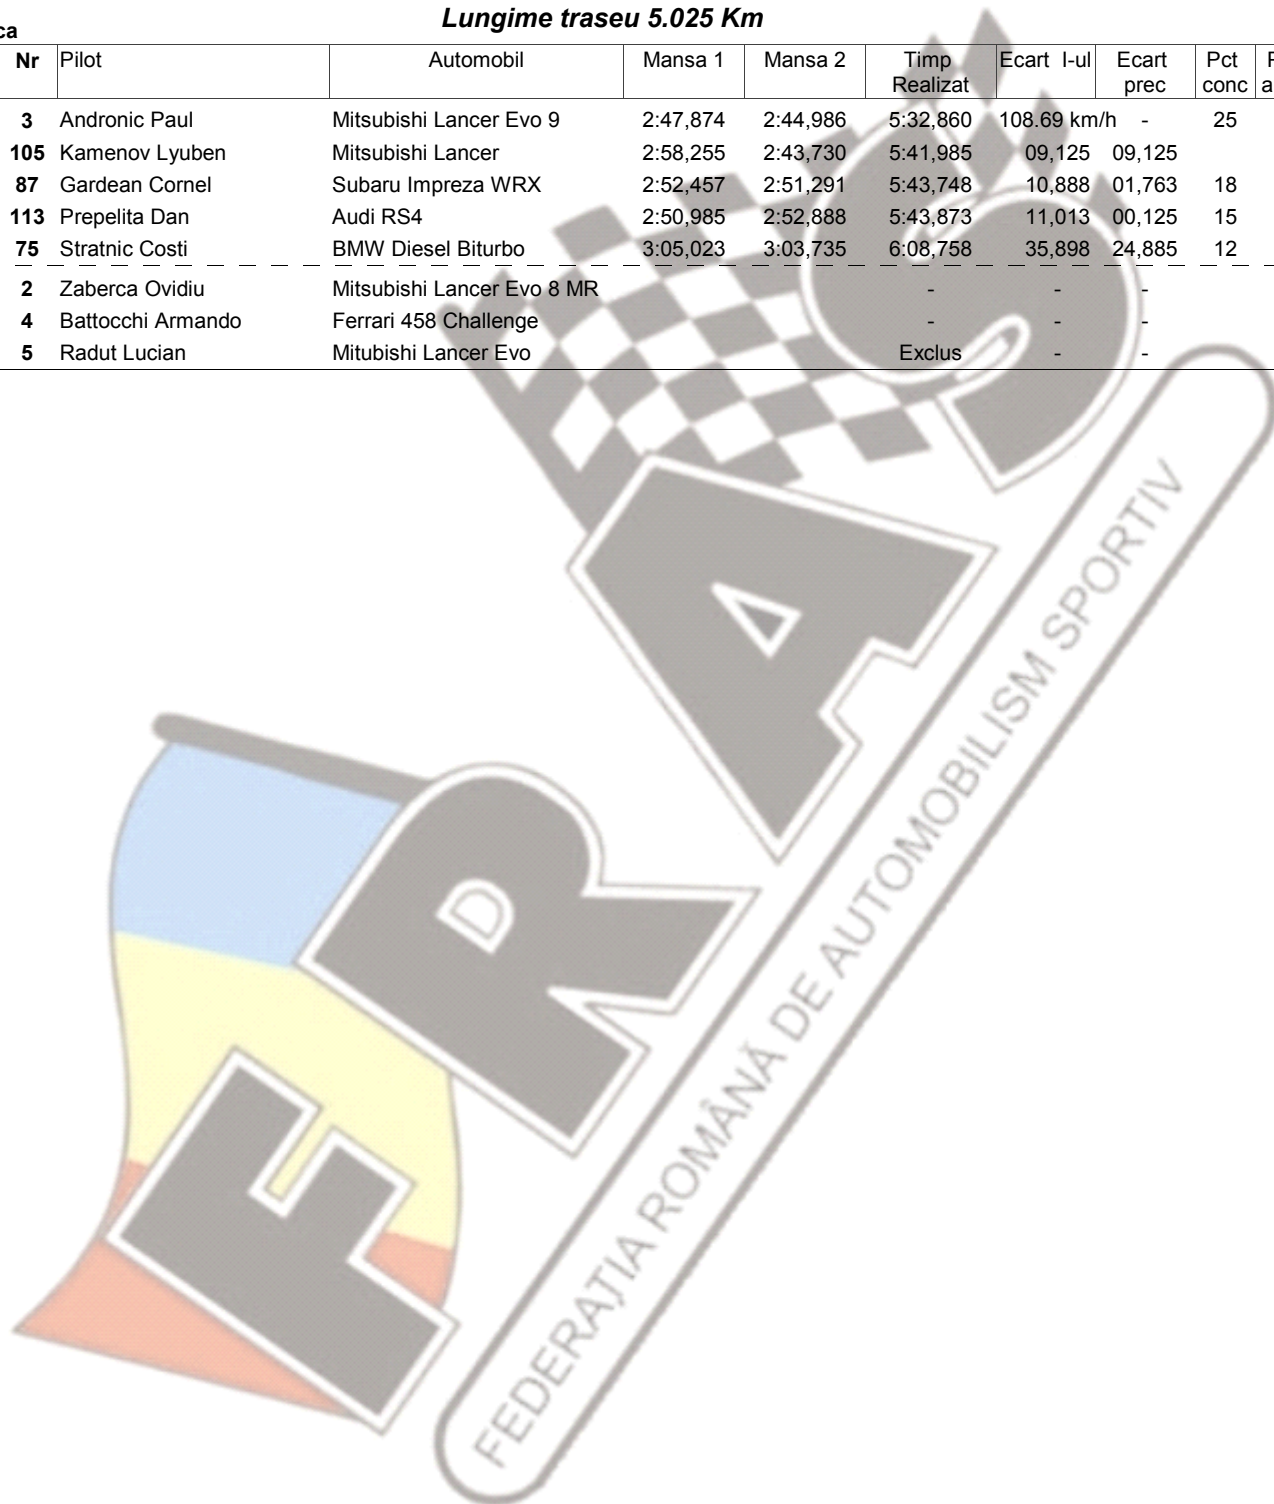 Lungime traseu 5.025 Km
ca
Nr Pilot Automobil Mansa 1 Mansa 2 Timp Realizat Ecart I-ul Ecart prec Pct conc
3 Andronic Paul Mitsubishi Lancer Evo 9 2:47,874 2:44,986 5:32,860 108.69 km/h - 25
105 Kamenov Lyuben Mitsubishi Lancer 2:58,255 2:43,730 5:41,985 09,125 09,125
87 Gardean Cornel Subaru Impreza WRX 2:52,457 2:51,291 5:43,748 10,888 01,763 18
113 Prepelita Dan Audi RS4 2:50,985 2:52,888 5:43,873 11,013 00,125 15
75 Stratnic Costi BMW Diesel Biturbo 3:05,023 3:03,735 6:08,758 35,898 24,885 12
2 Zaberca Ovidiu Mitsubishi Lancer Evo 8 MR - - -
4 Battocchi Armando Ferrari 458 Challenge - - -
5 Radut Lucian Mitubishi Lancer Evo Exclus - -
FRAS
FEDERAȚIA ROMÂNĂ DE AUTOMOBILISM SPORTIV